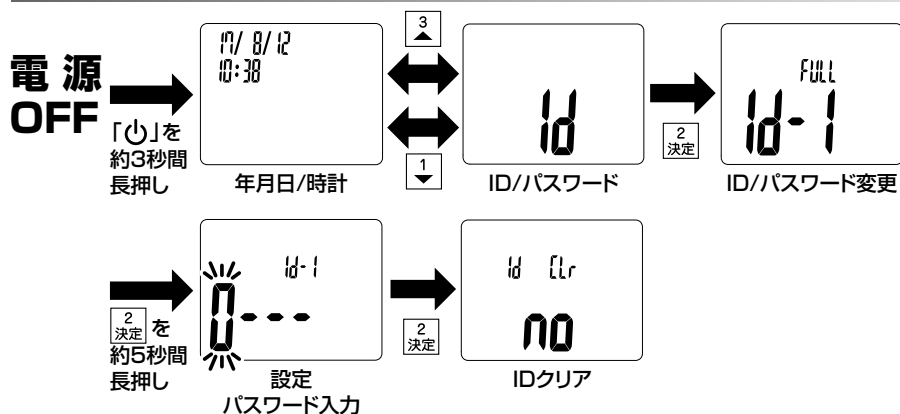 電源
OFF
「⏻」を
約3秒間
長押し
17/ 8/12
10:38
年月日/時計
3
▲
1
▼
Id
ID/パスワード
2
決定
FULL
Id-1
ID/パスワード変更
2
決定 を
約5秒間
長押し
Id-1
0---
設定
パスワード入力
2
決定
Id CLr
no
IDクリア